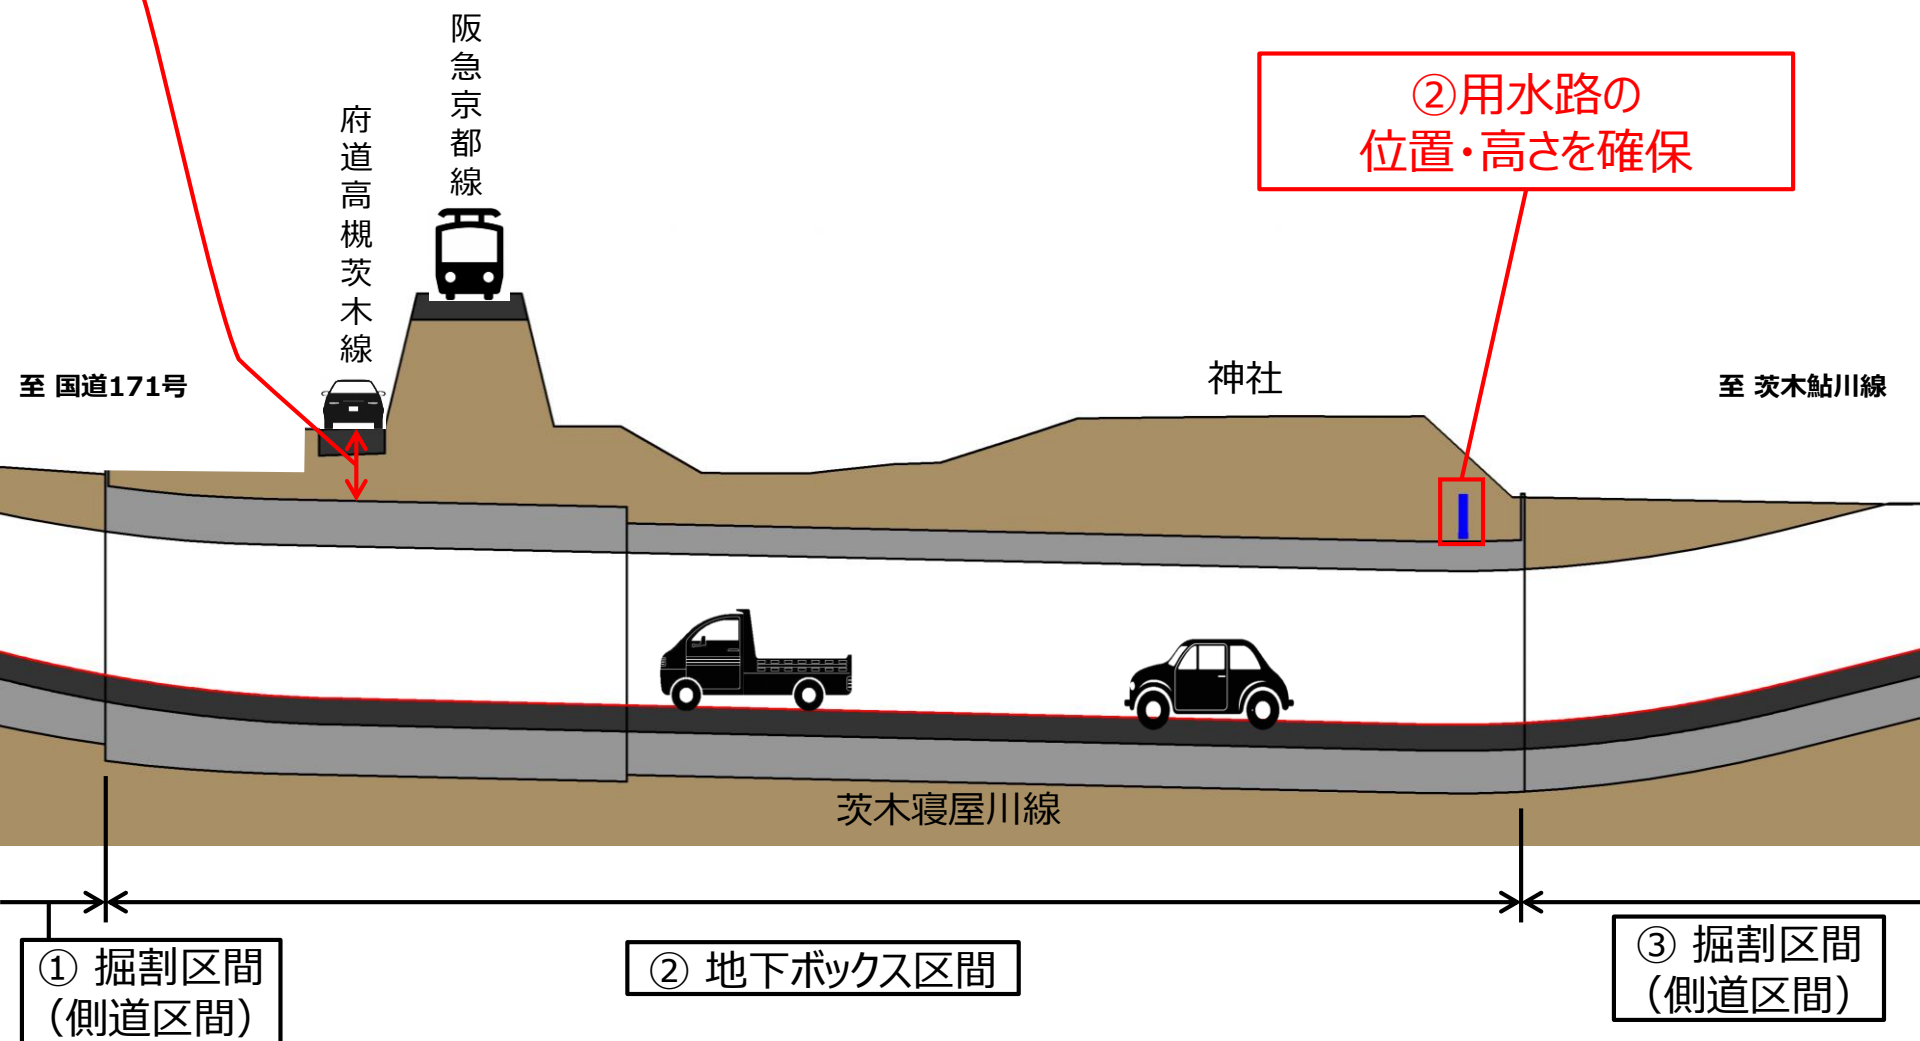 阪急京都線
府道高槻茨木線
②用水路の
位置・高さを確保
至 国道171号
神社
至 茨木鮎川線
茨木寝屋川線
① 掘割区間
（側道区間）
② 地下ボックス区間
③ 掘割区間
（側道区間）